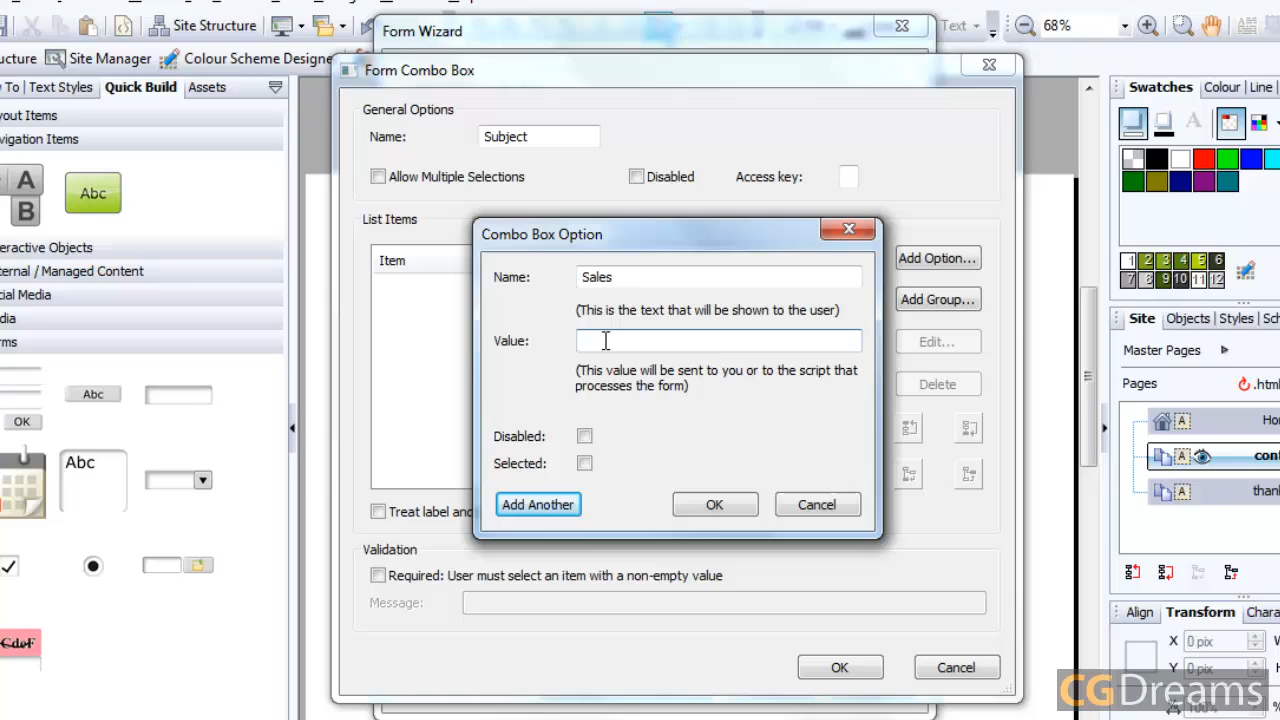 Site Structure
Form Wizard
Text
68%
ucture
Site Manager
Colour Scheme Designe
Form Combo Box
To
Text Styles
Quick Build
Assets
Swatches
Colour
Line
General Options
yout Items
vigation Items
Name:
Subject
A
B
Abc
Allow Multiple Selections
Disabled
Access key:
List Items
Combo Box Option
eractive Objects
Item
Add Option...
Name:
Sales
ernal / Managed Content
1 2 3 4 5 6
7 8 9 10 11 12
cial Media
Add Group...
(This is the text that will be shown to the user)
dia
Site
Objects
Styles
rms
Value:
Edit...
Master Pages
(This value will be sent to you or to the script that
processes the form)
Delete
Pages
.htm
Abc
OK
Ho
Disabled:
Abc
Selected:
cont
thank
Add Another
OK
Cancel
Treat label and
Validation
Required: User must select an item with a non-empty value
Message:
Align
Transform
Chara
X
0 pix
CdeF
OK
Cancel
Y
0 pix
CGDreams
100%